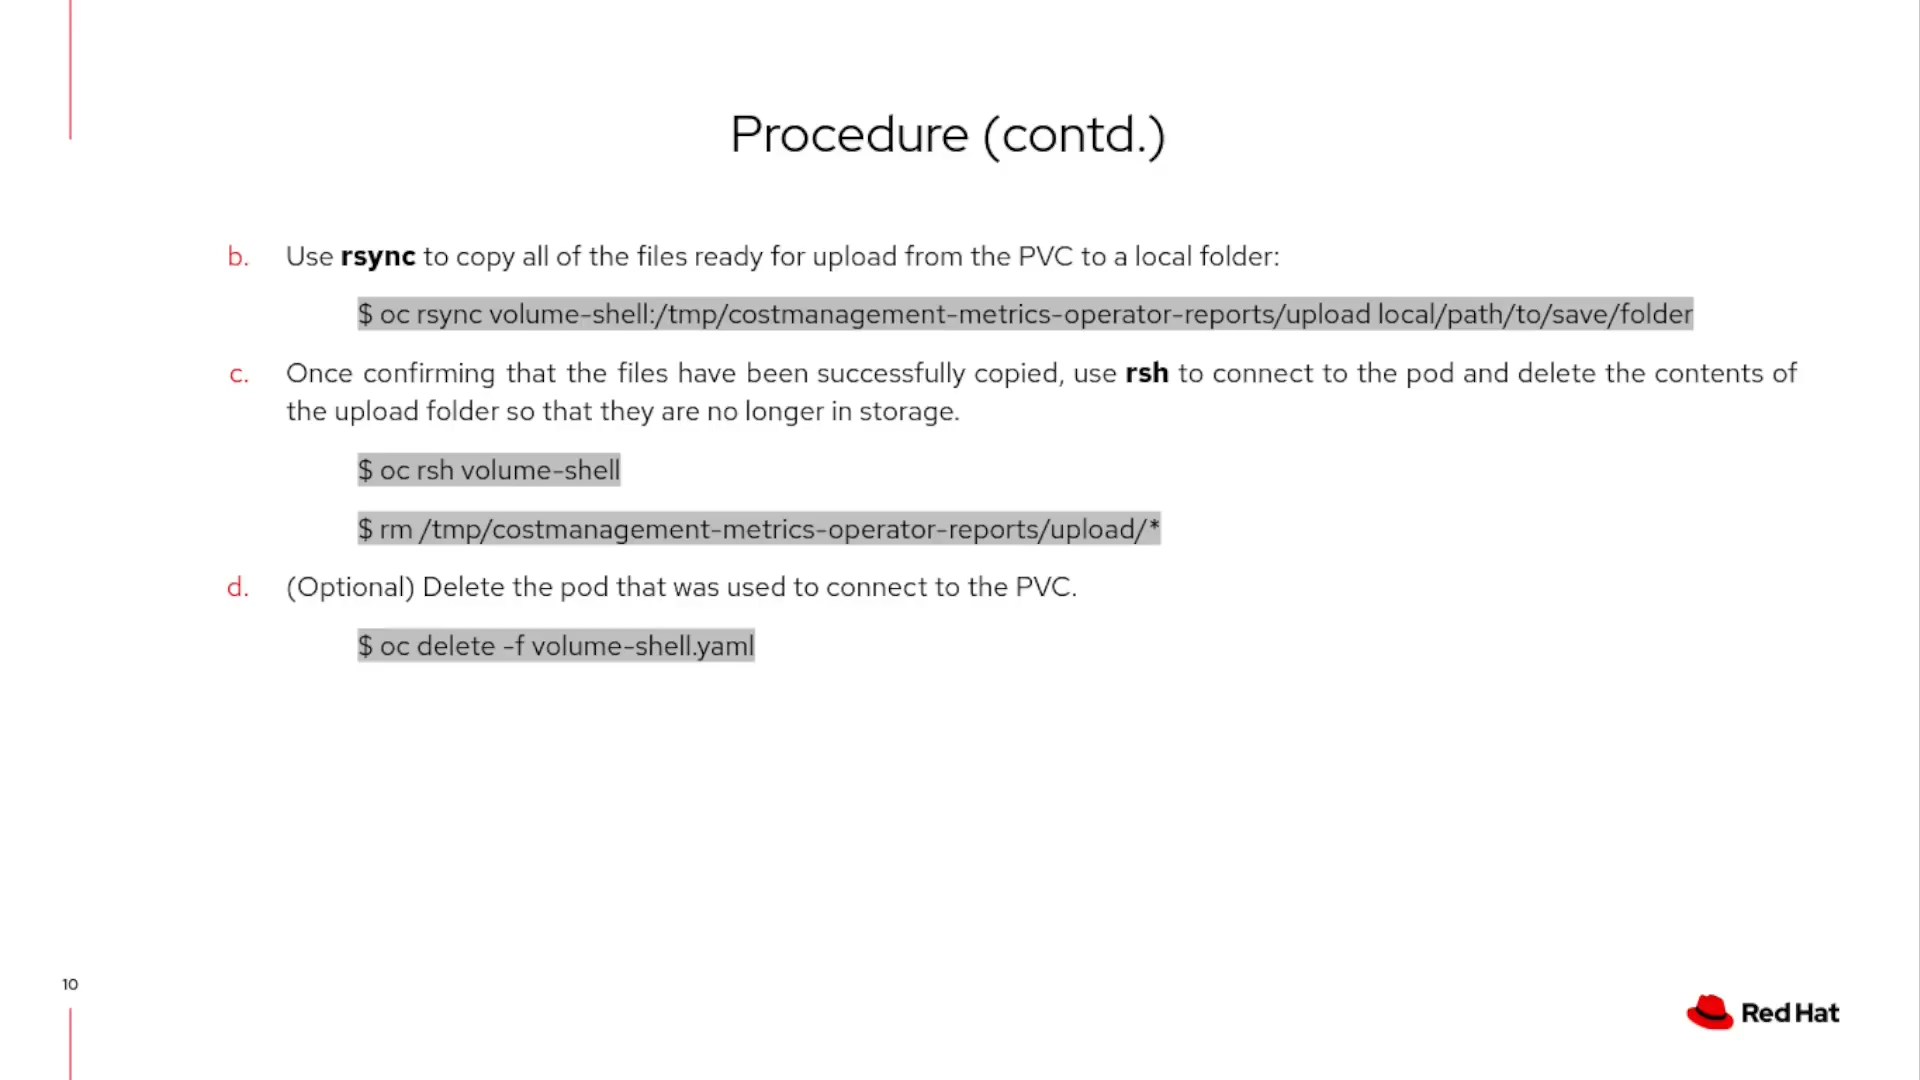 Procedure (contd.)
b. Use rsync to copy all of the files ready for upload from the PVC to a local folder:
$ oc rsync volume-shell:/tmp/costmanagement-metrics-operator-reports/upload local/path/to/save/folder
c. Once confirming that the files have been successfully copied, use rsh to connect to the pod and delete the contents of
the upload folder so that they are no longer in storage.
$ oc rsh volume-shell
$ rm /tmp/costmanagement-metrics-operator-reports/upload/*
d. (Optional) Delete the pod that was used to connect to the PVC.
$ oc delete -f volume-shell.yaml
10
Red Hat